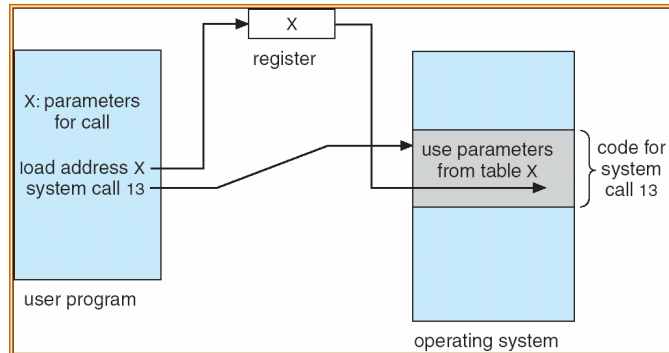 X
register
X: parameters
for call
load address X
system call 13
user program
use parameters
from table X
code for
system
call 13
operating system